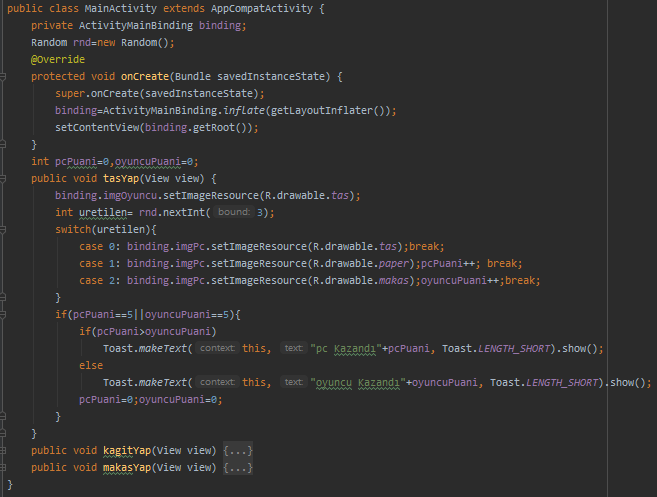 public class MainActivity extends AppCompatActivity {
    private ActivityMainBinding binding;
    Random rnd=new Random();
    @Override
    protected void onCreate(Bundle savedInstanceState) {
        super.onCreate(savedInstanceState);
        binding=ActivityMainBinding.inflate(getLayoutInflater());
        setContentView(binding.getRoot());
    }
    int pcPuani=0,oyuncuPuani=0;
    public void tasYap(View view) {
        binding.imgOyuncu.setImageResource(R.drawable.tas);
        int uretilen= rnd.nextInt( bound: 3);
        switch(uretilen){
            case 0: binding.imgPc.setImageResource(R.drawable.tas);break;
            case 1: binding.imgPc.setImageResource(R.drawable.paper);pcPuani++; break;
            case 2: binding.imgPc.setImageResource(R.drawable.makas);oyuncuPuani++;break;
        }
        if(pcPuani==5||oyuncuPuani==5){
            if(pcPuani>oyuncuPuani)
                Toast.makeText( context: this, text: "pc Kazandı"+pcPuani, Toast.LENGTH_SHORT).show();
            else
                Toast.makeText( context: this, text: "oyuncu Kazandı"+oyuncuPuani, Toast.LENGTH_SHORT).show();
            pcPuani=0;oyuncuPuani=0;
        }
    }
    public void kagitYap(View view) {...}
    public void makasYap(View view) {...}
}